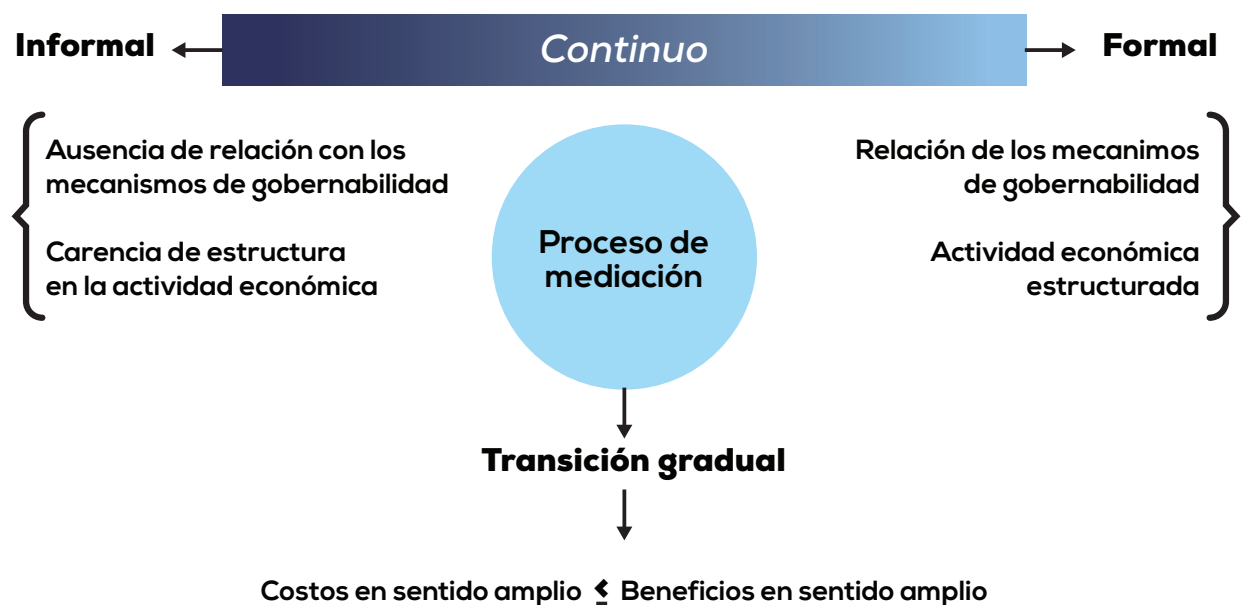 Informal
Continuo
Formal
Ausencia de relación con los
mecanismos de gobernabilidad
Carencia de estructura
en la actividad económica
Proceso de
mediación
Relación de los mecanimos
de gobernabilidad
Actividad económica
estructurada
Transición gradual
Costos en sentido amplio ≤ Beneficios en sentido amplio